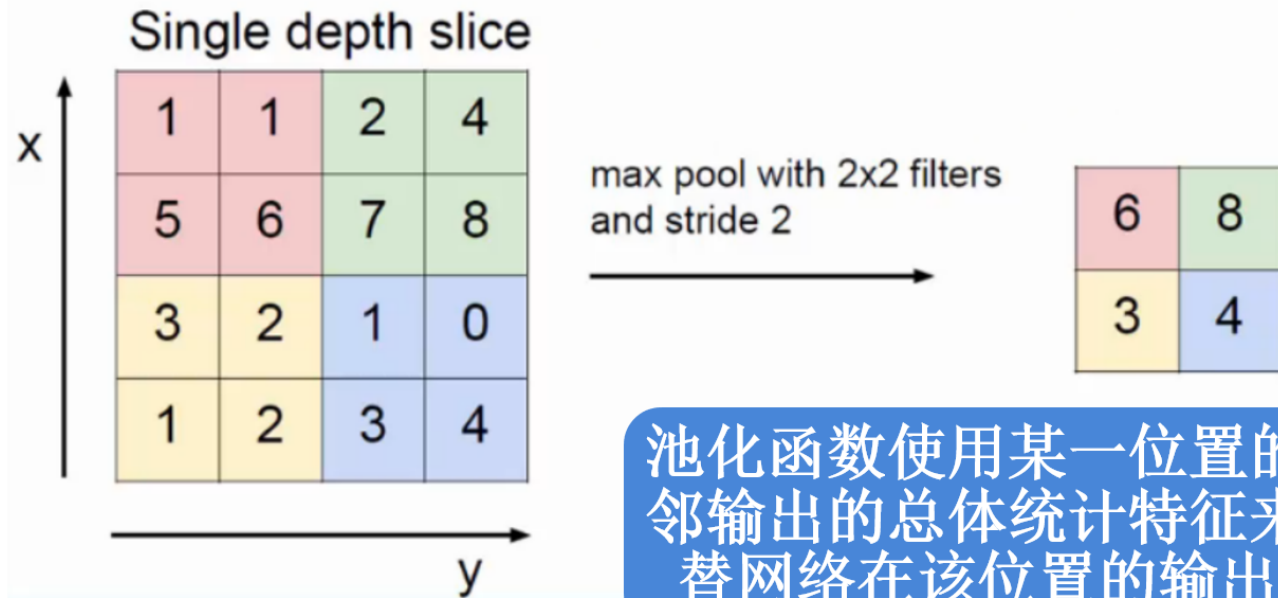 Single depth slice
x
1 1 2 4
5 6 7 8
3 2 1 0
1 2 3 4
y
max pool with 2x2 filters
and stride 2
6 8
3 4
池化函数使用某一位置的
邻输出的总体统计特征来
替网络在该位置的输出